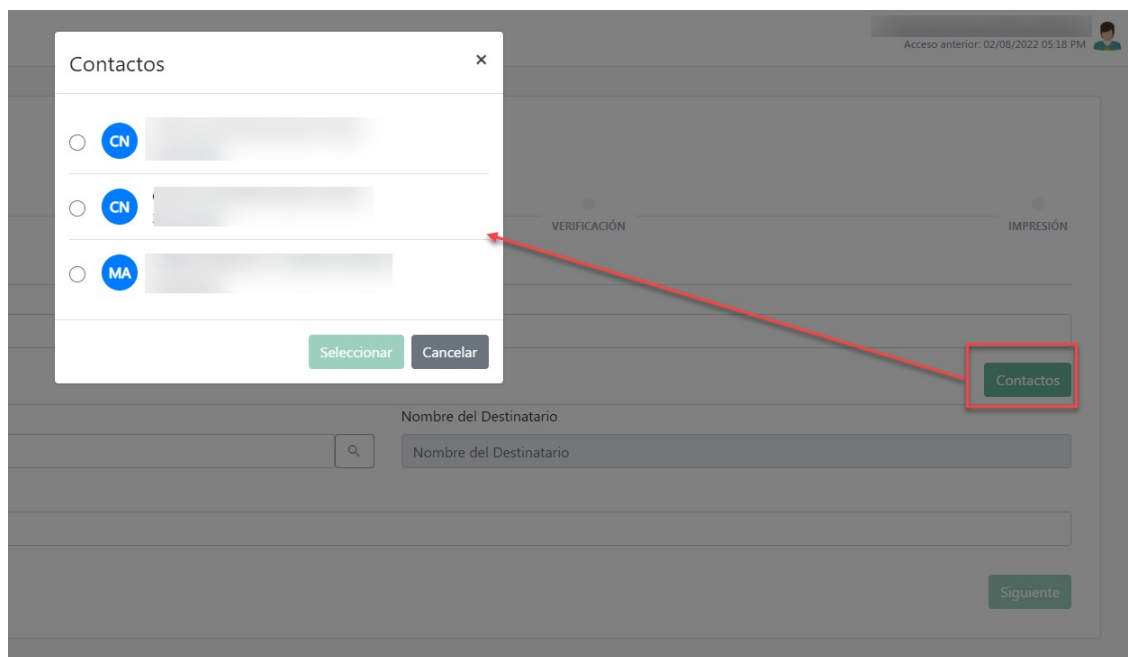 Acceso anterior: 02/08/2022 05:18 PM
Contactos
×
CN
CN
MA
Seleccionar
Cancelar
VERIFICACIÓN
IMPRESIÓN
Contactos
Nombre del Destinatario
Nombre del Destinatario
Siguiente